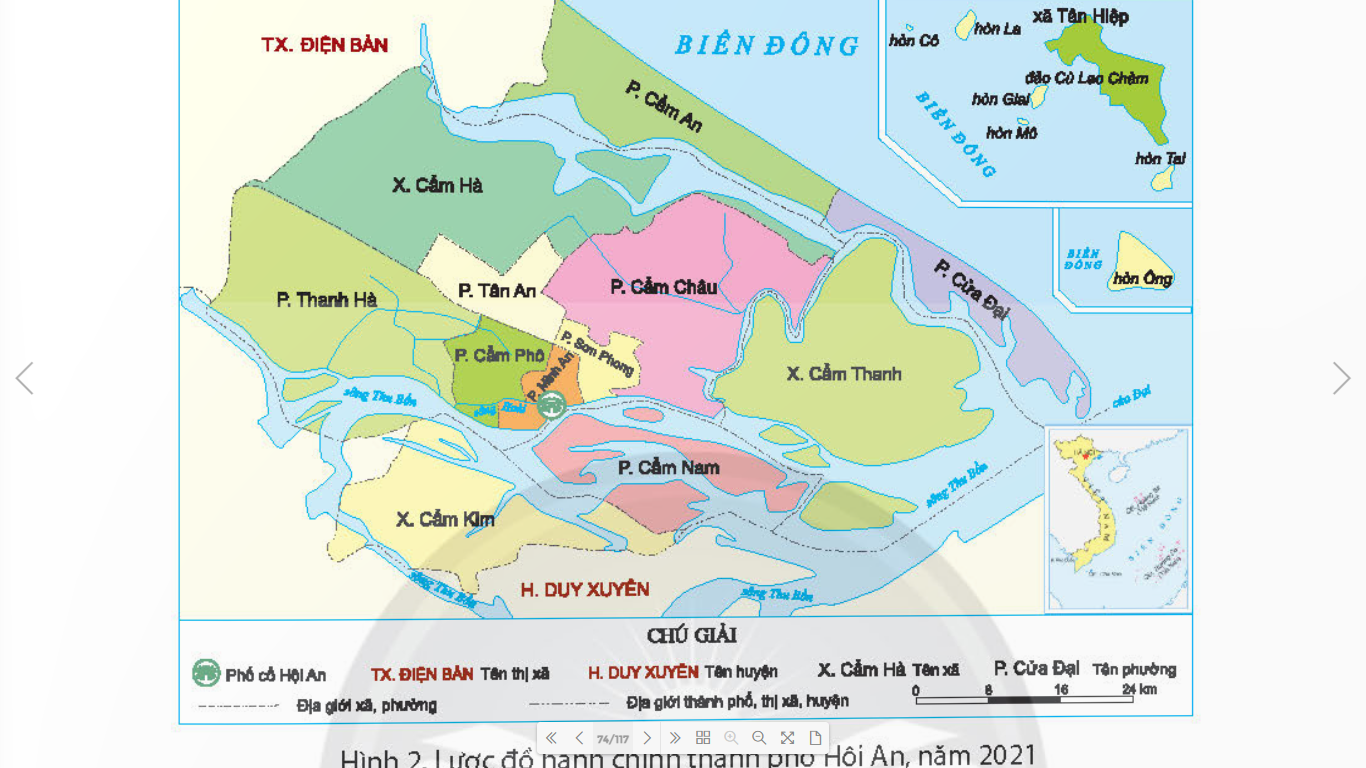 TX. ĐIỆN BÀN
BIỂN ĐÔNG
P. Cẩm An
X. Cẩm Hà
P. Thanh Hà
P. Tân An
P. Cẩm Châu
P. Cửa Đại
P. Cẩm Phô
P. Minh An
P. Sơn Phong
X. Cẩm Thanh
sông Thu Bồn
sông Hoài
cửa Đại
P. Cẩm Nam
sông Thu Bồn
X. Cẩm Kim
sông Thu Bồn
H. DUY XUYÊN
sông Thu Bồn
xã Tân Hiệp
hòn La
hòn Cô
đảo Cù Lao Chàm
hòn Giai
BIỂN ĐÔNG
hòn Mồ
hòn Tai
BIỂN
ĐÔNG
hòn Ông
BIỂN ĐÔNG
CHÚ GIẢI
Phố cổ Hội An
TX. ĐIỆN BÀN Tên thị xã
H. DUY XUYÊN Tên huyện
X. Cẩm Hà Tên xã
P. Cửa Đại Tên phường
Địa giới xã, phường
Địa giới thành phố, thị xã, huyện
0 8 16 24 km
74/117
Hình 2. Lược đồ hành chính thành phố Hội An, năm 2021